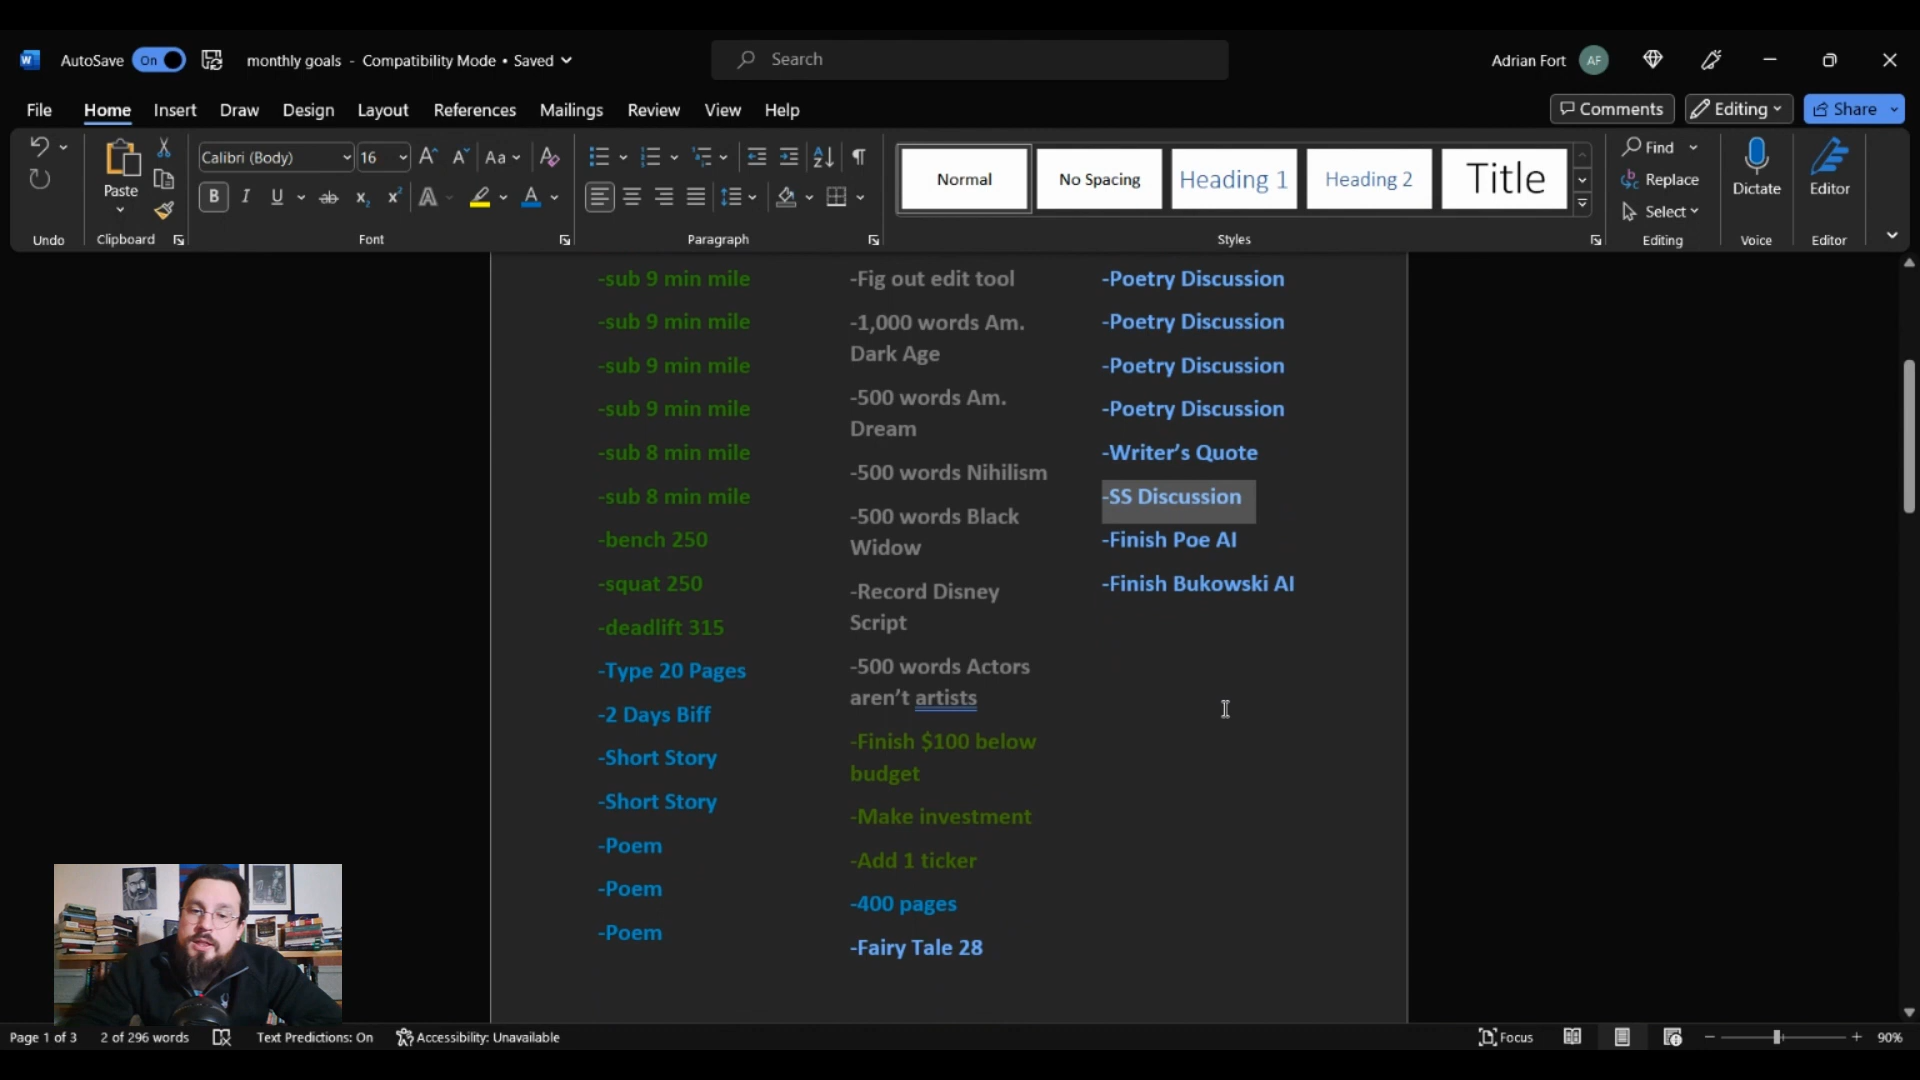 AutoSave On monthly goals - Compatibility Mode • Saved Search Adrian Fort AF
File Home Insert Draw Design Layout References Mailings Review View Help Comments Editing Share
Paste
Calibri (Body) 16 Aa
B I U ab x₂ x² A A
Normal No Spacing Heading 1 Heading 2 Title
Find
Replace
Select
Dictate
Editor
Undo Clipboard Font Paragraph Styles Editing Voice Editor
-sub 9 min mile
-sub 9 min mile
-sub 9 min mile
-sub 9 min mile
-sub 8 min mile
-sub 8 min mile
-bench 250
-squat 250
-deadlift 315
-Type 20 Pages
-2 Days Biff
-Short Story
-Short Story
-Poem
-Poem
-Poem
-Fig out edit tool
-1,000 words Am.
Dark Age
-500 words Am.
Dream
-500 words Nihilism
-500 words Black
Widow
-Record Disney
Script
-500 words Actors
aren't artists
-Finish $100 below
budget
-Make investment
-Add 1 ticker
-400 pages
-Fairy Tale 28
-Poetry Discussion
-Poetry Discussion
-Poetry Discussion
-Poetry Discussion
-Writer's Quote
-SS Discussion
-Finish Poe AI
-Finish Bukowski AI
Page 1 of 3 2 of 296 words Text Predictions: On Accessibility: Unavailable Focus 90%